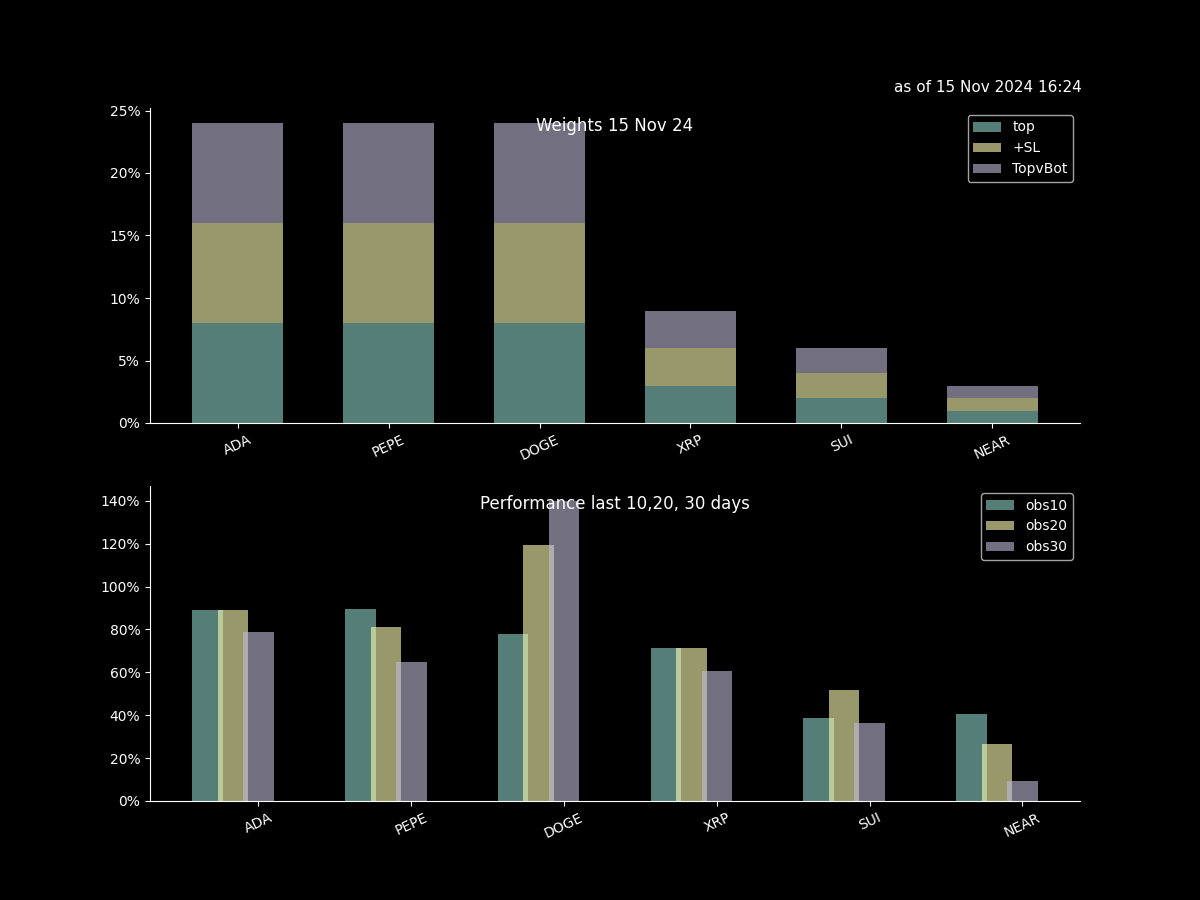 as of 15 Nov 2024 16:24
Weights 15 Nov 24
top
+SL
TopvBot
25%
20%
15%
10%
5%
0%
ADA PEPE DOGE XRP SUI NEAR
Performance last 10,20, 30 days
obs10
obs20
obs30
140%
120%
100%
80%
60%
40%
20%
0%
ADA PEPE DOGE XRP SUI NEAR